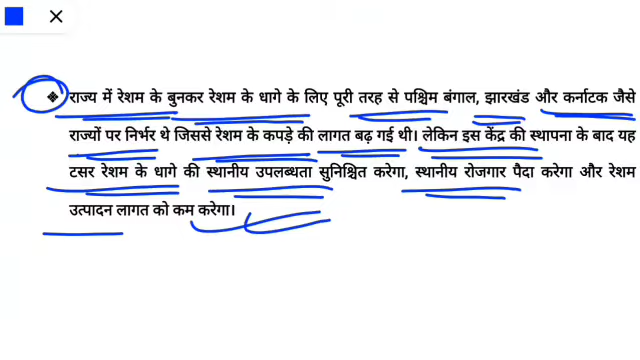 ❖ राज्य में रेशम के बुनकर रेशम के धागे के लिए पूरी तरह से पश्चिम बंगाल, झारखंड और कर्नाटक जैसे
राज्यों पर निर्भर थे जिससे रेशम के कपड़े की लागत बढ़ गई थी। लेकिन इस केंद्र की स्थापना के बाद यह
टसर रेशम के धागे की स्थानीय उपलब्धता सुनिश्चित करेगा, स्थानीय रोजगार पैदा करेगा और रेशम
उत्पादन लागत को कम करेगा।